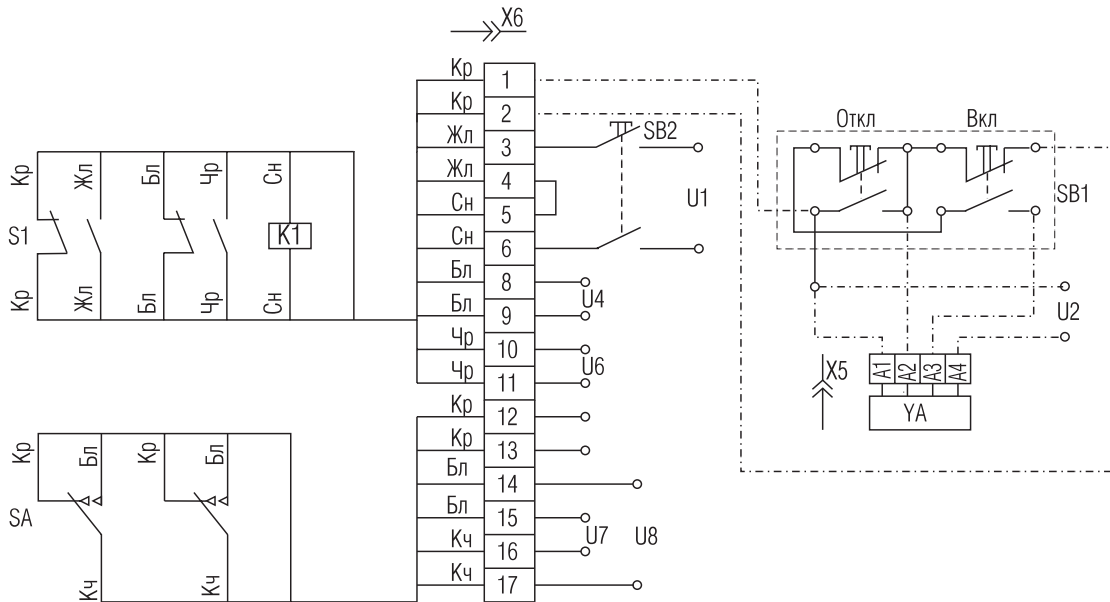 X6
Кр 1
Кр 2
Жл 3
Жл 4
Сн 5
Сн 6
Бл 8
Бл 9
Чр 10
Чр 11
Кр 12
Кр 13
Бл 14
Бл 15
Кч 16
Кч 17
Кр Жл Бл Чр Сн
S1 K1
Кр Жл Бл Чр Сн
Кр Бл Кр Бл
SA
Кч Кч
SB2
U1
U4
U6
U7 U8
Откл Вкл
SB1
U2
X5 A1 A2 A3 A4
YA